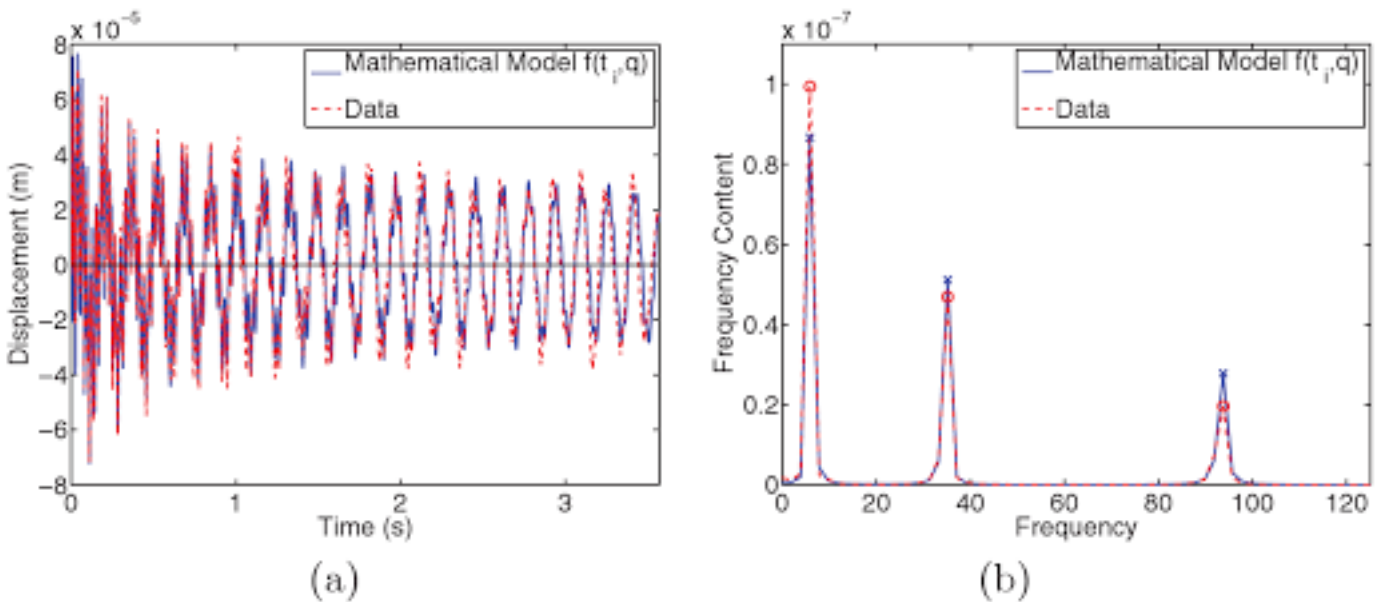 x 10⁻⁵
8
6
4
2
0
−2
−4
−6
−8
Displacement (m)
0 1 2 3
Time (s)
Mathematical Model f(t_i,q)
Data
(a)
x 10⁻⁷
1
0.8
0.6
0.4
0.2
0
Frequency Content
0 20 40 60 80 100 120
Frequency
Mathematical Model f(t_i,q)
Data
(b)